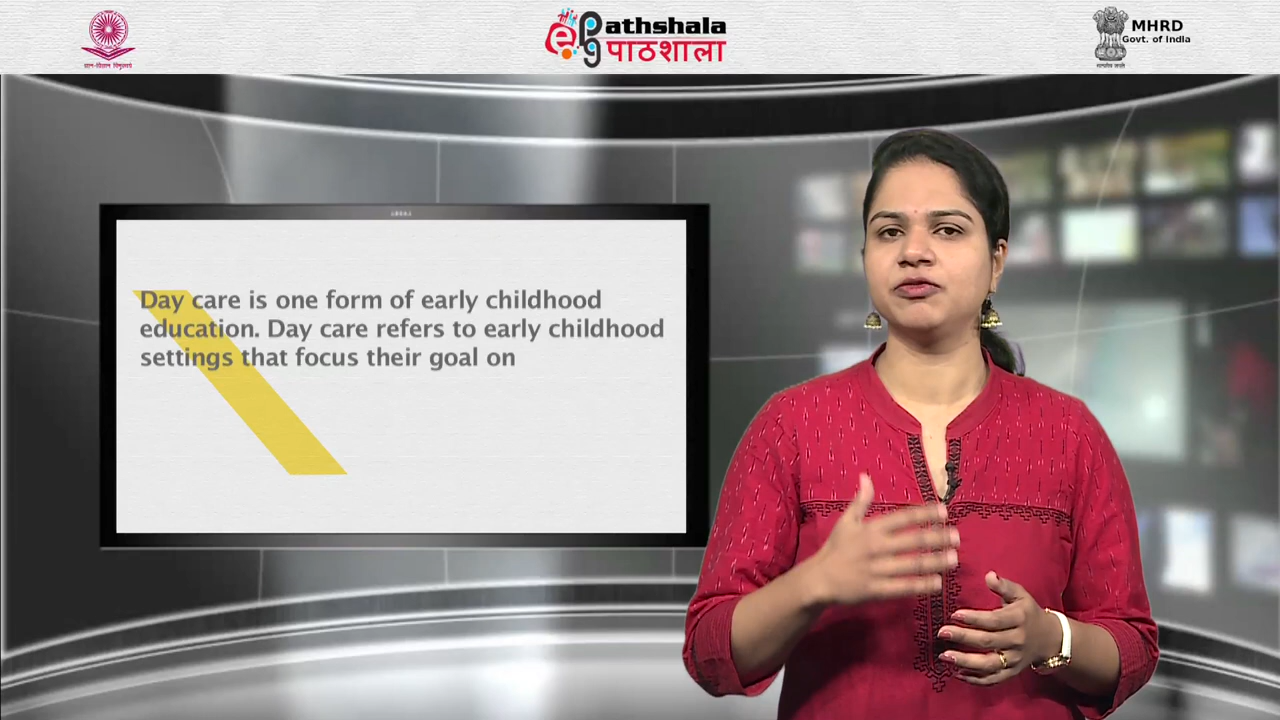 ePg Pathshala
पाठशाला
MHRD
Govt. of India
Day care is one form of early childhood
education. Day care refers to early childhood
settings that focus their goal on